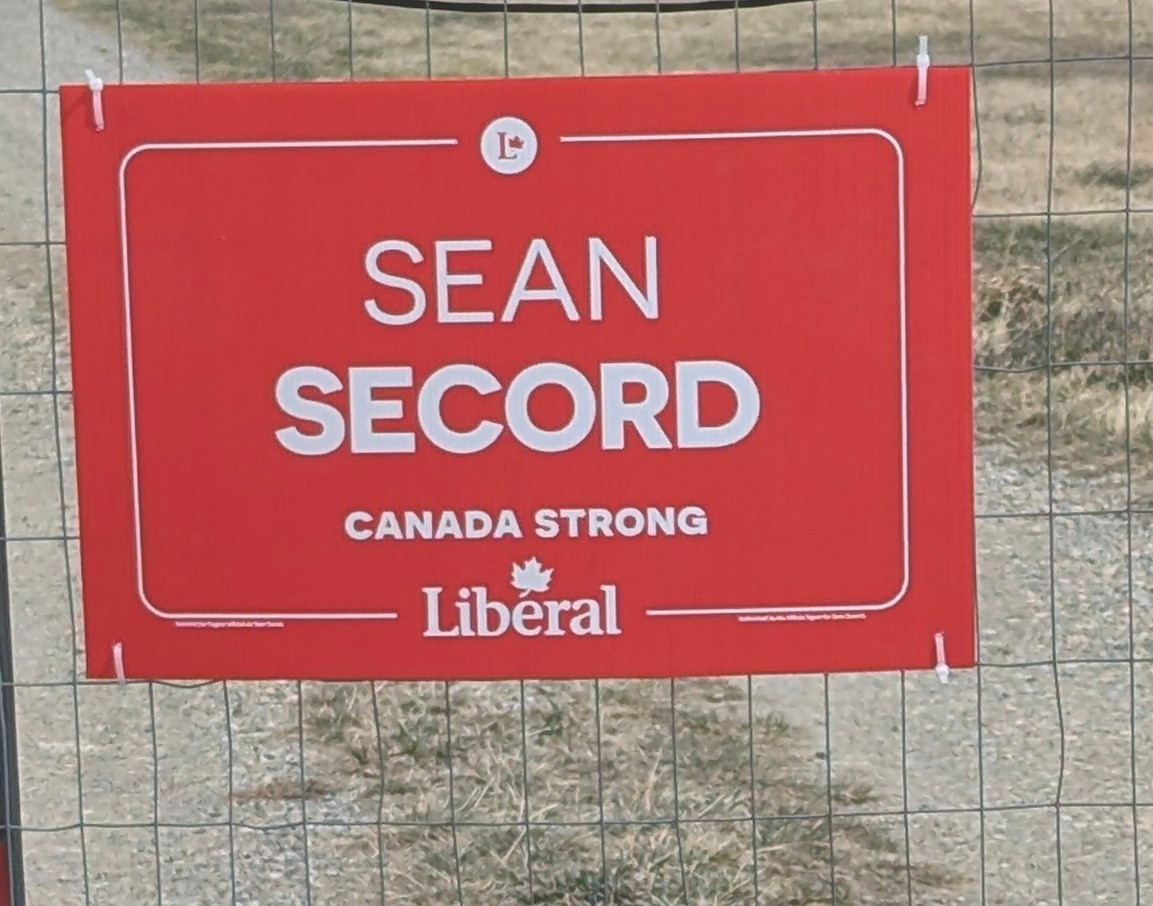 L
SEAN
SECORD
CANADA STRONG
Liberal